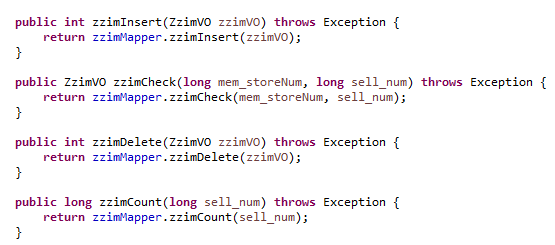 public int zzimInsert(ZzimVO zzimVO) throws Exception {
return zzimMapper.zzimInsert(zzimVO);
}
public ZzimVO zzimCheck(long mem_storeNum, long sell_num) throws Exception {
return zzimMapper.zzimCheck(mem_storeNum, sell_num);
}
public int zzimDelete(ZzimVO zzimVO) throws Exception {
return zzimMapper.zzimDelete(zzimVO);
}
public long zzimCount(long sell_num) throws Exception {
return zzimMapper.zzimCount(sell_num);
}